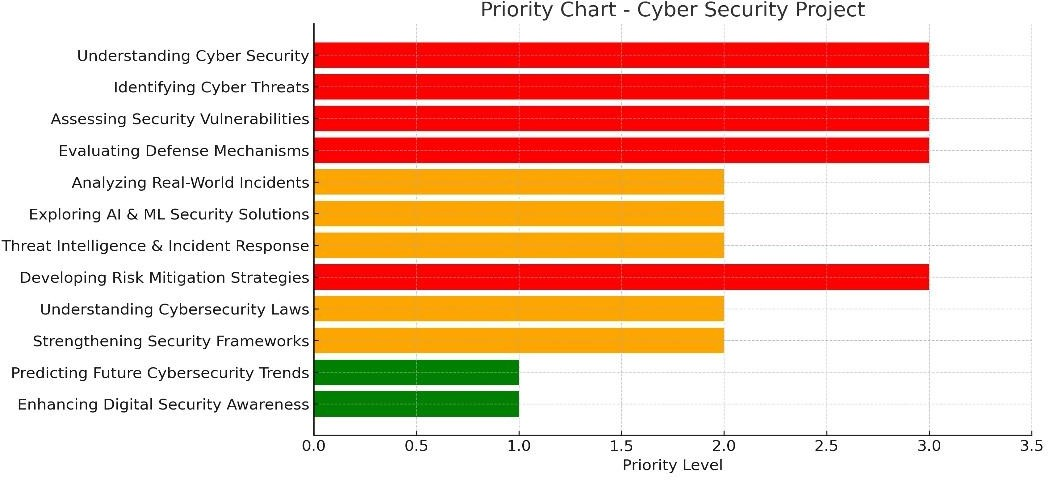 Priority Chart - Cyber Security Project
Understanding Cyber Security
Identifying Cyber Threats
Assessing Security Vulnerabilities
Evaluating Defense Mechanisms
Analyzing Real-World Incidents
Exploring AI & ML Security Solutions
Threat Intelligence & Incident Response
Developing Risk Mitigation Strategies
Understanding Cybersecurity Laws
Strengthening Security Frameworks
Predicting Future Cybersecurity Trends
Enhancing Digital Security Awareness
0.0 0.5 1.0 1.5 2.0 2.5 3.0 3.5
Priority Level